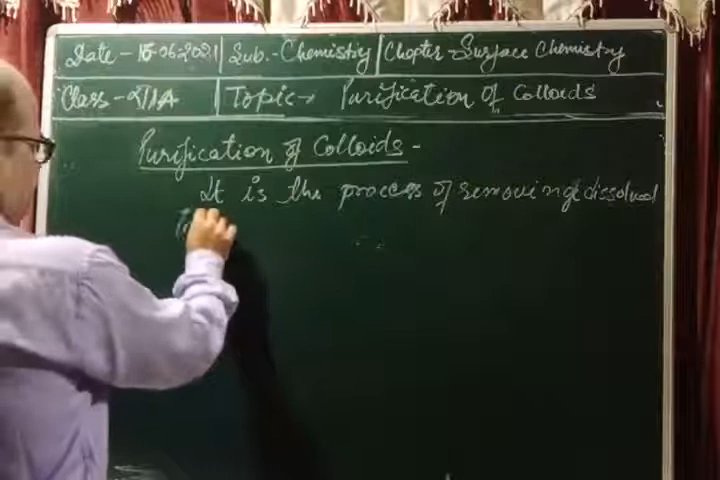 Date - 15-06-2021 | Sub.- Chemistry | Chapter - Surface Chemistry
Class - XIIA | Topic → Purification of Colloids
Purification of Colloids -
It is the process of removing dissolved